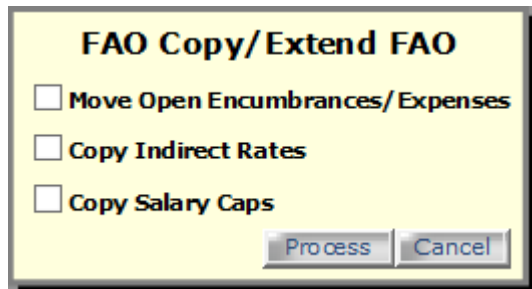 FAO Copy/Extend FAO
Move Open Encumbrances/Expenses
Copy Indirect Rates
Copy Salary Caps
Process Cancel